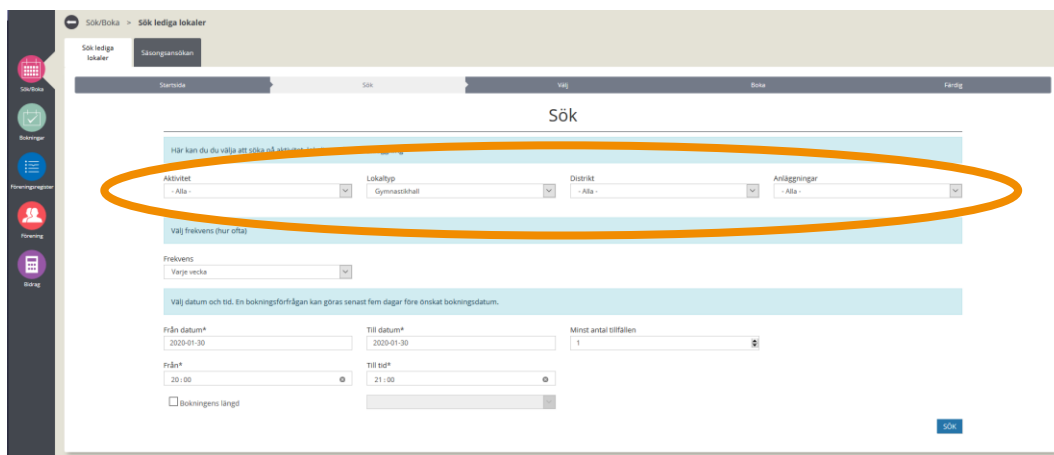 Sök/Boka > Sök lediga lokaler
Sök lediga lokaler
Säsongsansökan
Sök/Boka
Bokningar
Föreningsregister
Förening
Bidrag
Startsida
Sök
Välj
Boka
Färdig
Sök
Här kan du du välja att söka på aktivitet
Aktivitet
Lokaltyp
Distrikt
Anläggningar
- Alla -
Gymnastikhall
- Alla -
- Alla -
Välj frekvens (hur ofta)
Frekvens
Varje vecka
Välj datum och tid. En bokningsförfrågan kan göras senast fem dagar före önskat bokningsdatum.
Från datum*
Till datum*
Minst antal tillfällen
2020-01-30
2020-01-30
1
Från*
Till tid*
20:00
21:00
Bokningens längd
SÖK